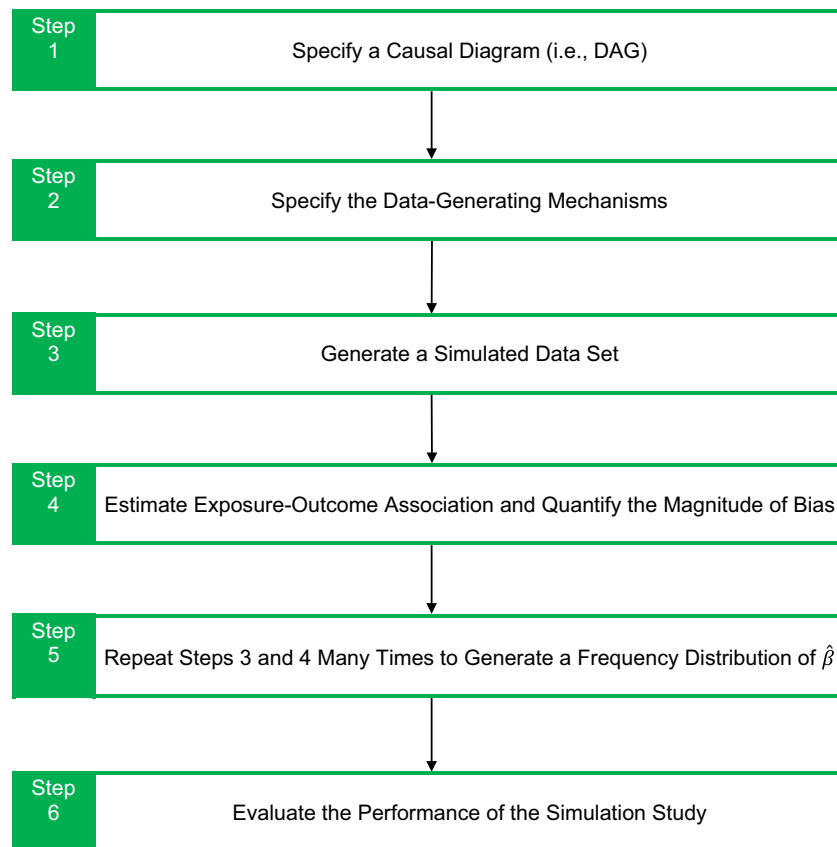 Step
1
Specify a Causal Diagram (i.e., DAG)
Step
2
Specify the Data-Generating Mechanisms
Step
3
Generate a Simulated Data Set
Step
4
Estimate Exposure-Outcome Association and Quantify the Magnitude of Bias
Step
5
Repeat Steps 3 and 4 Many Times to Generate a Frequency Distribution of β̂
Step
6
Evaluate the Performance of the Simulation Study